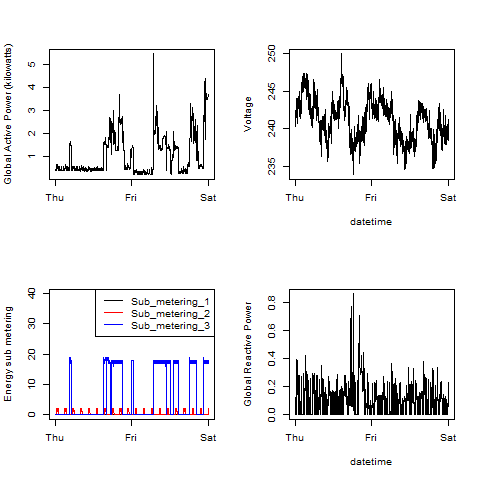 Global Active Power (kilowatts)
5
4
3
2
1
Thu Fri Sat
Voltage
250
245
240
235
Thu Fri Sat
datetime
Energy sub metering
40
30
20
10
0
Sub_metering_1
Sub_metering_2
Sub_metering_3
Thu Fri Sat
Global Reactive Power
0.8
0.6
0.4
0.2
0.0
Thu Fri Sat
datetime